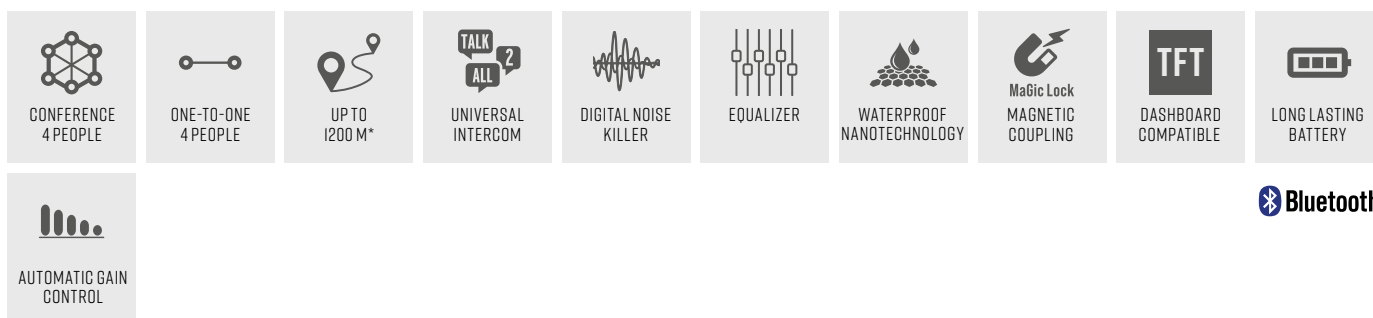 TALK
2
ALL
TFT
MaGic Lock
CONFERENCE
4 PEOPLE
ONE-TO-ONE
4 PEOPLE
UP TO
1200 M*
UNIVERSAL
INTERCOM
DIGITAL NOISE
KILLER
EQUALIZER
WATERPROOF
NANOTECHNOLOGY
MAGNETIC
COUPLING
DASHBOARD
COMPATIBLE
LONG LASTING
BATTERY
Bluetooth
AUTOMATIC GAIN
CONTROL